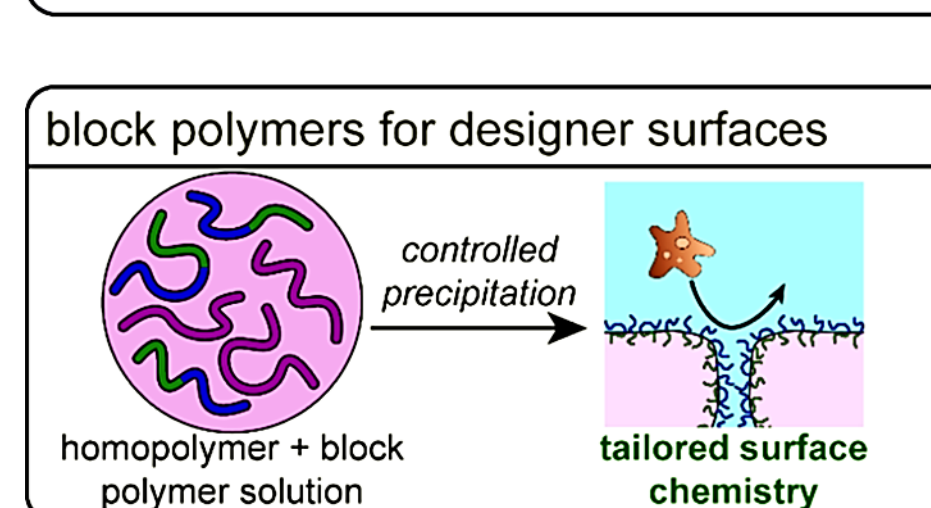 block polymers for designer surfaces
controlled
precipitation
homopolymer + block
polymer solution
tailored surface
chemistry